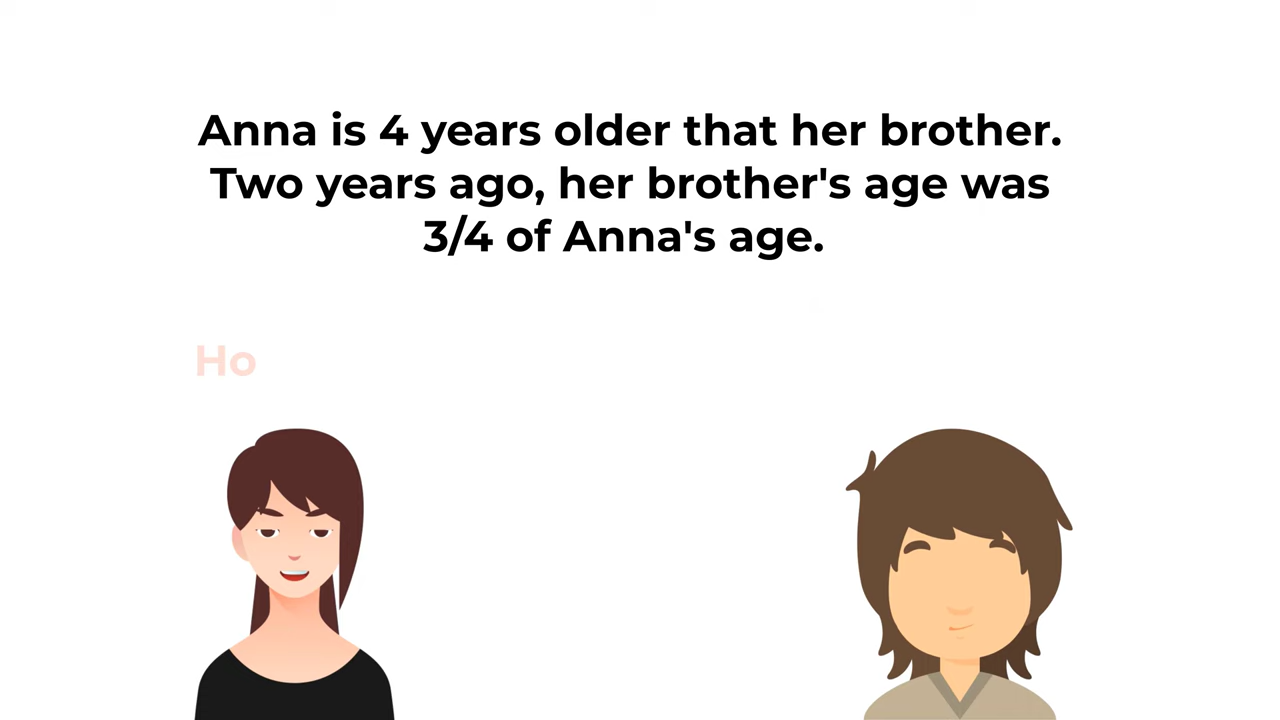 Anna is 4 years older that her brother.
Two years ago, her brother's age was
3/4 of Anna's age.
Ho